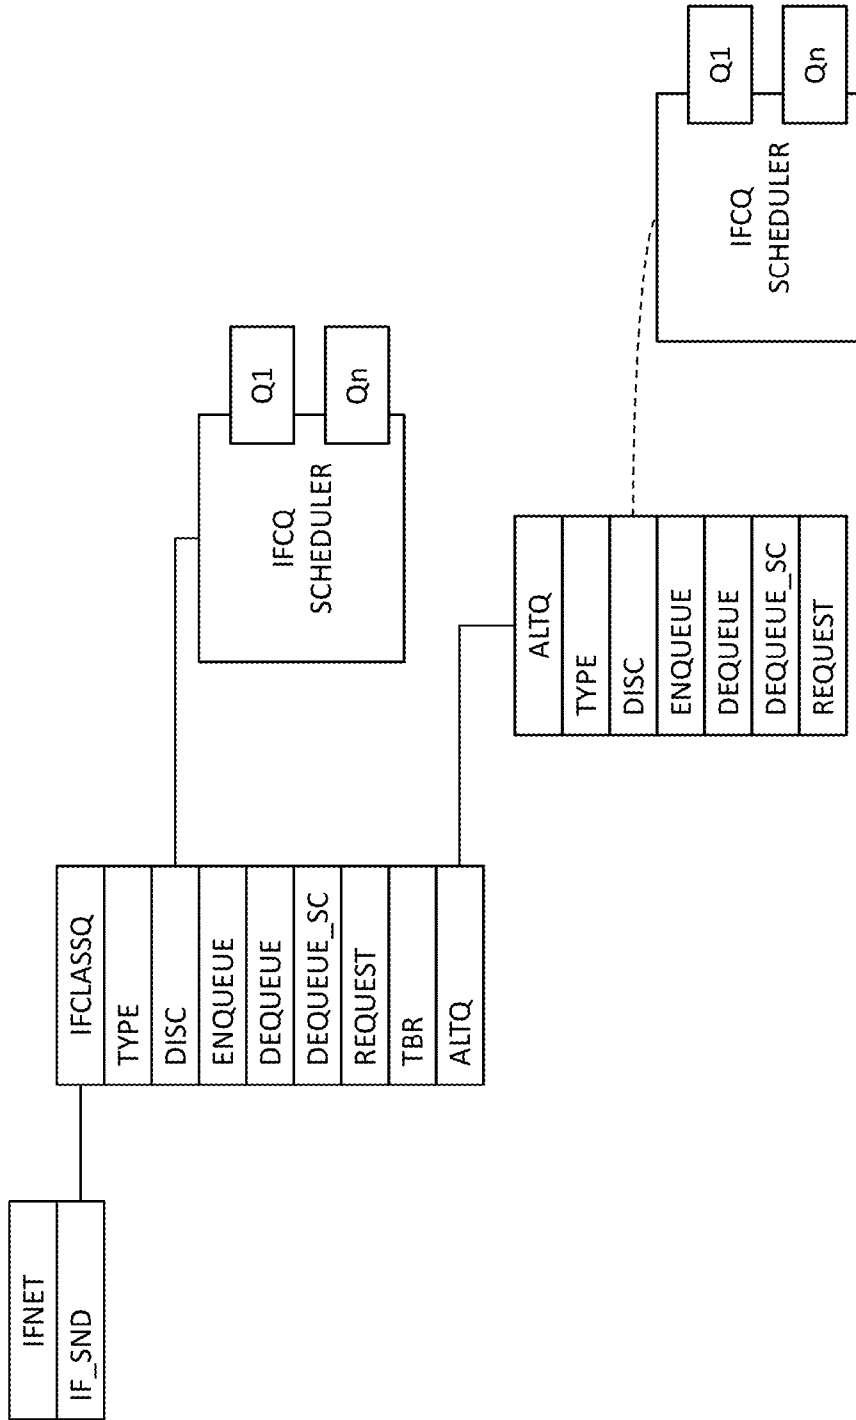 IFNET
IF_SND
IFCLASSQ
TYPE
DISC
ENQUEUE
DEQUEUE
DEQUEUE_SC
REQUEST
TBR
ALTQ
IFCQ
SCHEDULER
Q1
Qn
ALTQ
TYPE
DISC
ENQUEUE
DEQUEUE
DEQUEUE_SC
REQUEST
IFCQ
SCHEDULER
Q1
Qn